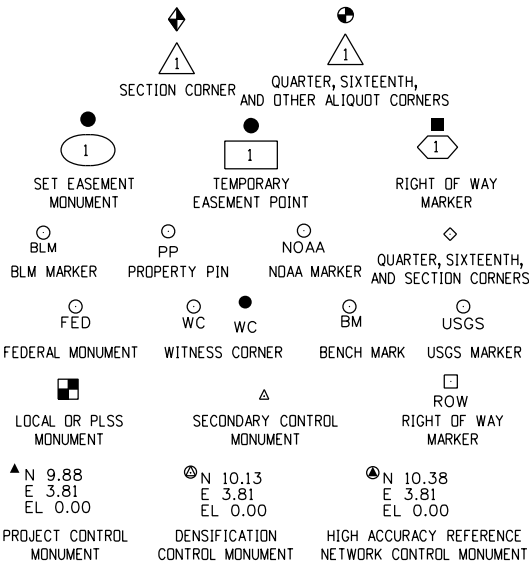 1
SECTION CORNER
1
QUARTER, SIXTEENTH,
AND OTHER ALIQUOT CORNERS
1
SET EASEMENT
MONUMENT
1
TEMPORARY
EASEMENT POINT
1
RIGHT OF WAY
MARKER
BLM
BLM MARKER
PP
PROPERTY PIN
NOAA
NOAA MARKER
QUARTER, SIXTEENTH,
AND SECTION CORNERS
FED
FEDERAL MONUMENT
WC WC
WITNESS CORNER
BM
BENCH MARK
USGS
USGS MARKER
LOCAL OR PLSS
MONUMENT
SECONDARY CONTROL
MONUMENT
ROW
RIGHT OF WAY
MARKER
N 9.88
E 3.81
EL 0.00
PROJECT CONTROL
MONUMENT
N 10.13
E 3.81
EL 0.00
DENSIFICATION
CONTROL MONUMENT
N 10.38
E 3.81
EL 0.00
HIGH ACCURACY REFERENCE
NETWORK CONTROL MONUMENT